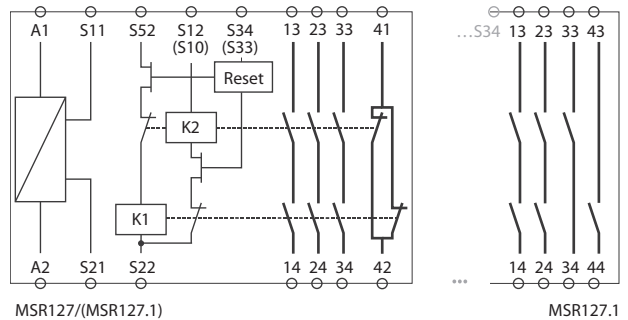 A1 S11 S52 S12 S34 13 23 33 41 …S34 13 23 33 43
(S10) (S33)
Reset
K2
K1
A2 S21 S22 14 24 34 42 ... 14 24 34 44
MSR127/(MSR127.1) MSR127.1